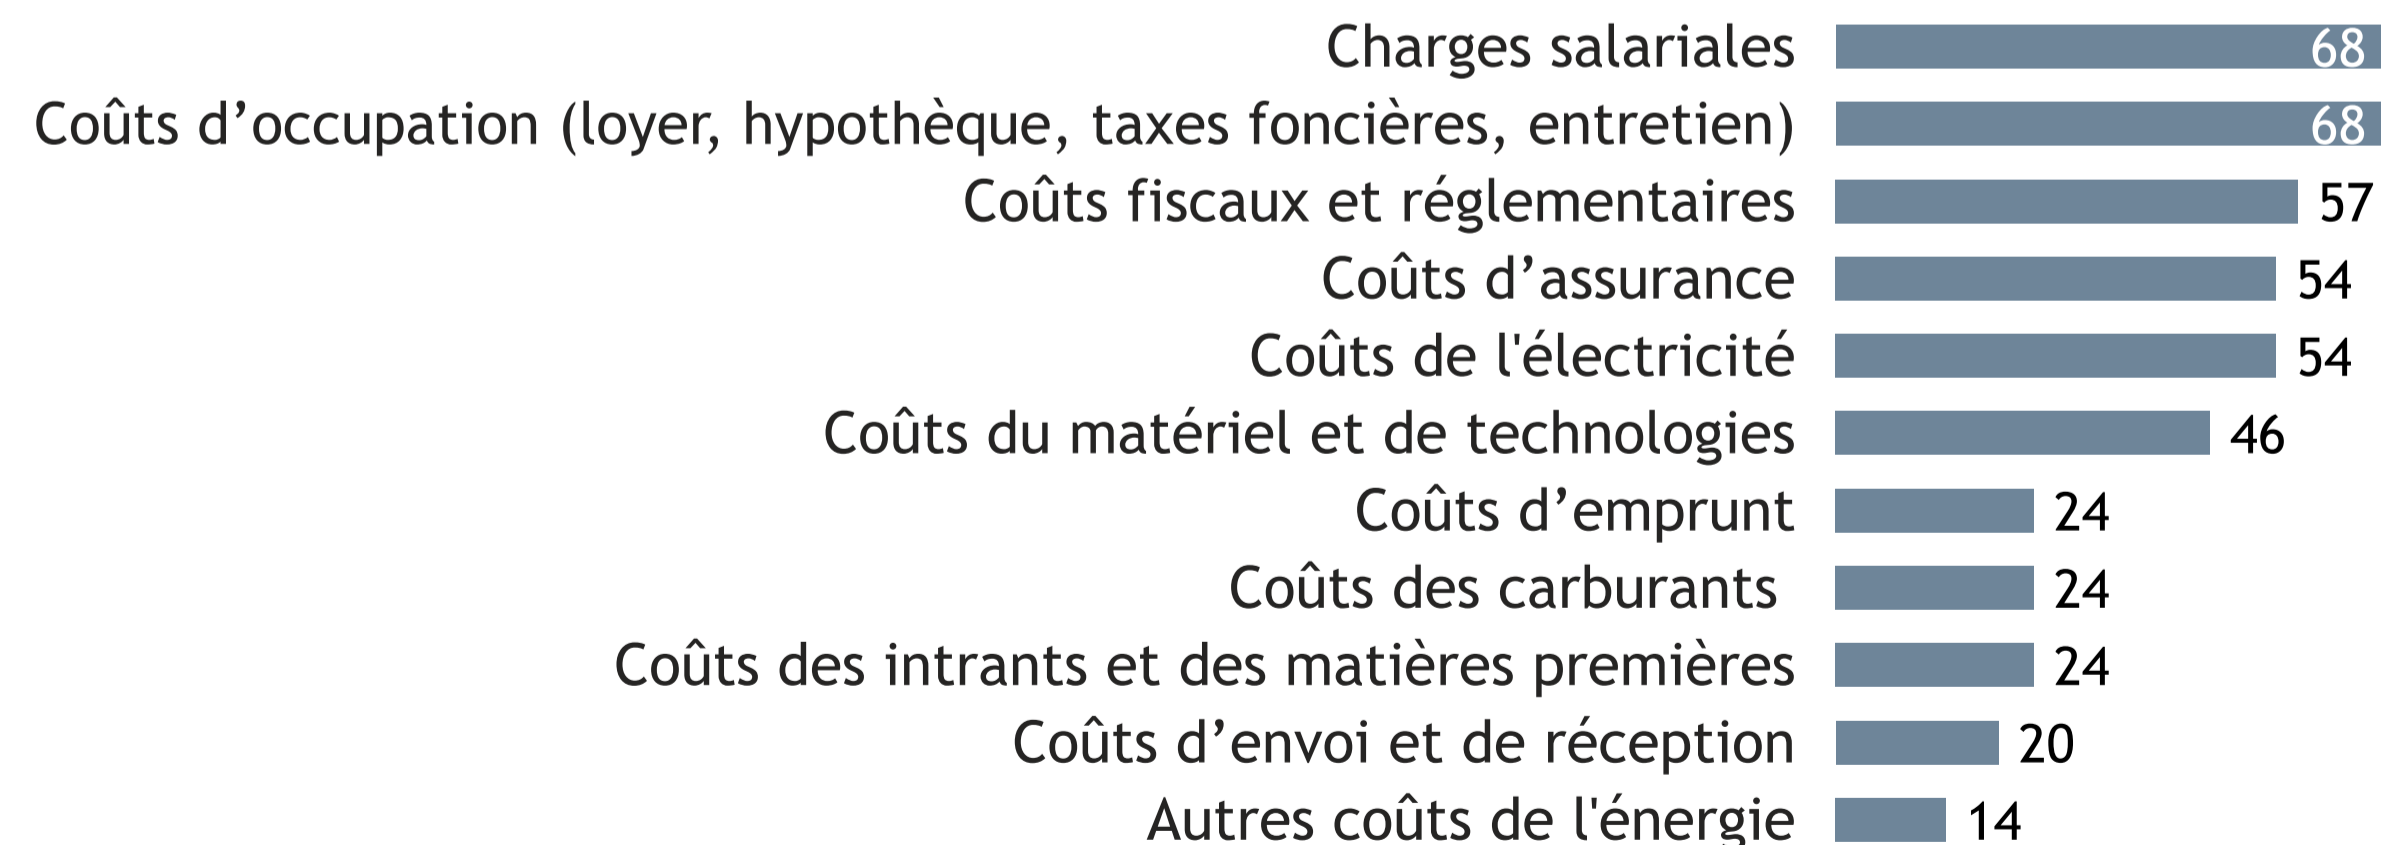 Charges salariales 68
Coûts d’occupation (loyer, hypothèque, taxes foncières, entretien) 68
Coûts fiscaux et réglementaires 57
Coûts d’assurance 54
Coûts de l'électricité 54
Coûts du matériel et de technologies 46
Coûts d’emprunt 24
Coûts des carburants 24
Coûts des intrants et des matières premières 24
Coûts d’envoi et de réception 20
Autres coûts de l'énergie 14